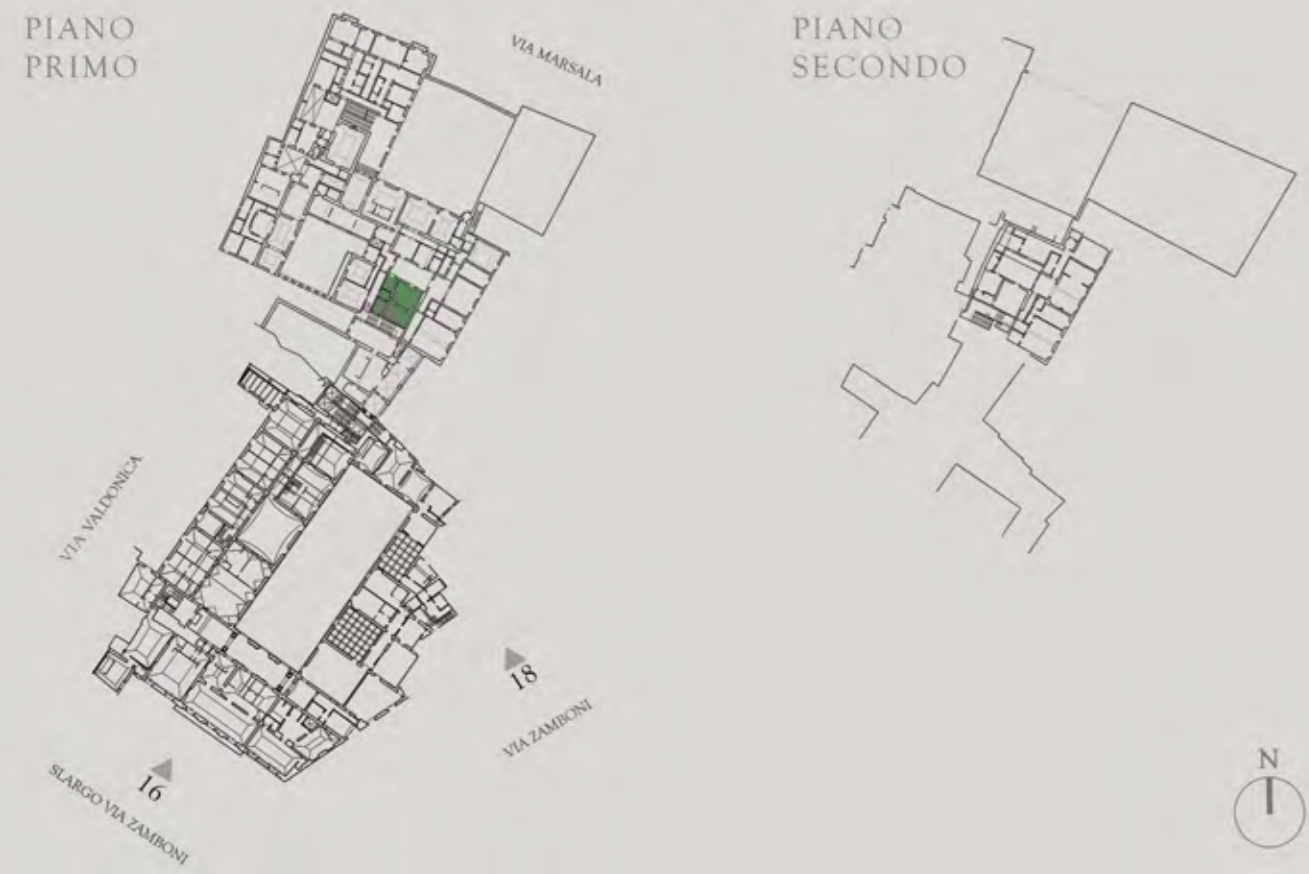 PIANO
PRIMO
VIA MARSALA
PIANO
SECONDO
VIA VALDONICA
18
VIA ZAMBONI
16
SLARGO VIA ZAMBONI
N